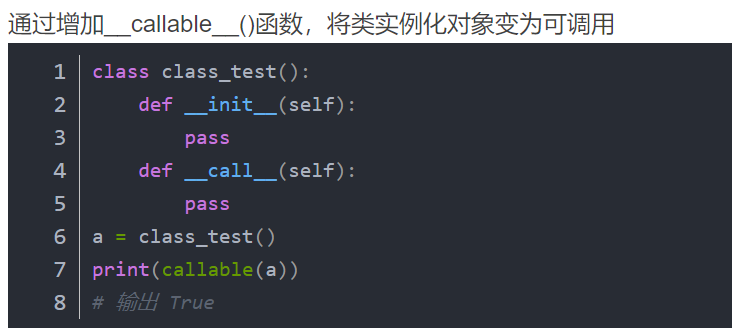 通过增加__callable__()函数，将类实例化对象变为可调用
1 class class_test():
2     def __init__(self):
3         pass
4     def __call__(self):
5         pass
6 a = class_test()
7 print(callable(a))
8 # 输出 True